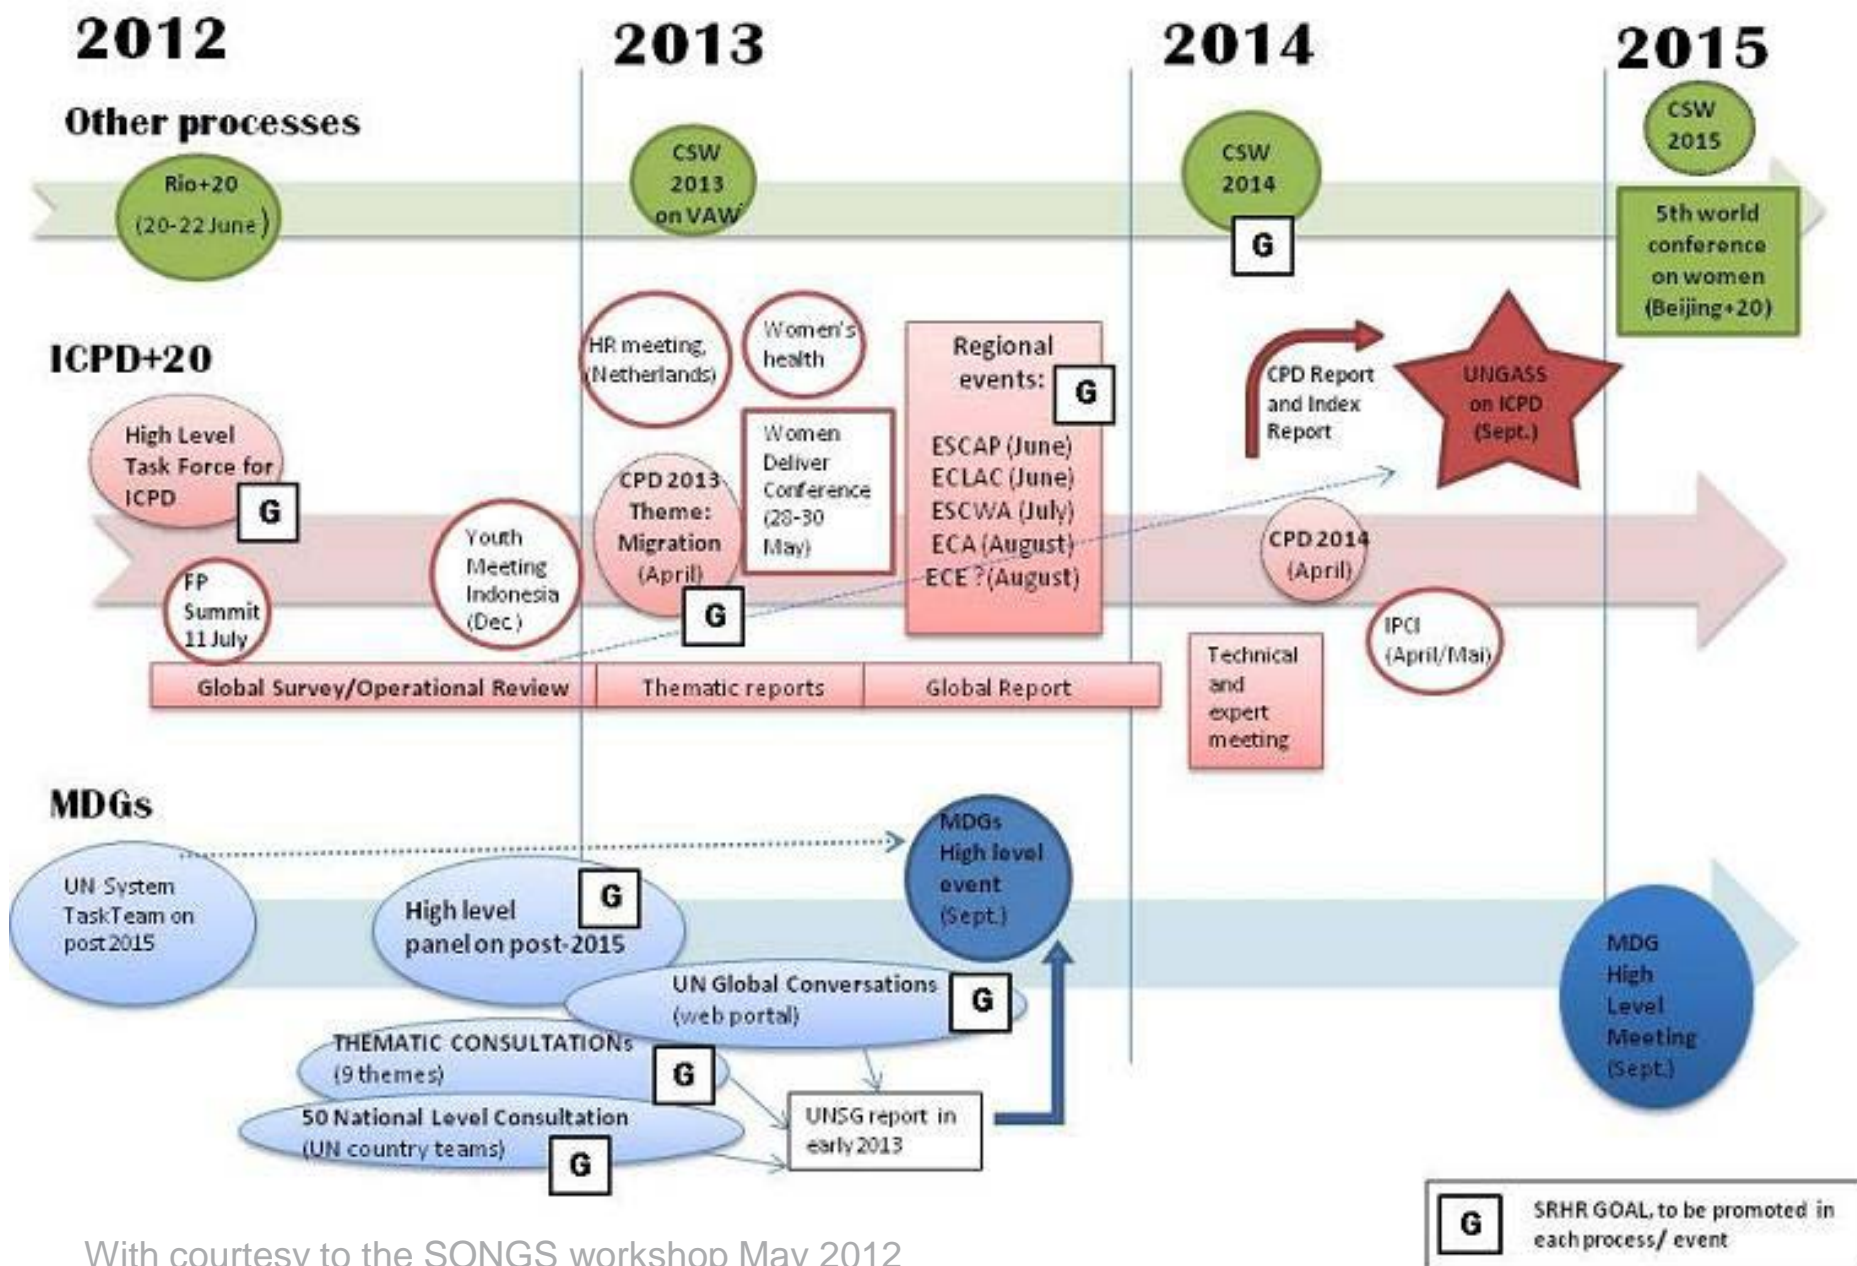 2012
2013
2014
2015
Other processes
Rio+20
(20-22 June)
CSW
2013
on VAW
CSW
2014
G
CSW
2015
5th world
conference
on women
(Beijing+20)
ICPD+20
High Level
Task Force for
ICPD
G
FP
Summit
11 July
Youth
Meeting
Indonesia
(Dec.)
HR meeting,
(Netherlands)
Women's
health
CPD 2013
Theme:
Migration
(April)
G
Women
Deliver
Conference
(28-30
May)
Regional
events:
G
ESCAP (June)
ECLAC (June)
ESCWA (July)
ECA (August)
ECE ? (August)
CPD Report
and Index
Report
UNGASS
on ICPD
(Sept.)
CPD 2014
(April)
IPCI
(April/Mai)
Technical
and
expert
meeting
Global Survey/Operational Review
Thematic reports
Global Report
MDGs
UN System
TaskTeam on
post 2015
High level
panel on post-2015
G
MDGs
High level
event
(Sept.)
UN Global Conversations
(web portal)
G
THEMATIC CONSULTATIONs
(9 themes)
G
50 National Level Consultation
(UN country teams)
G
UNSG report in
early 2013
MDG
High
Level
Meeting
(Sept.)
G
SRHR GOAL, to be promoted in
each process/ event
With courtesy to the SONGS workshop May 2012